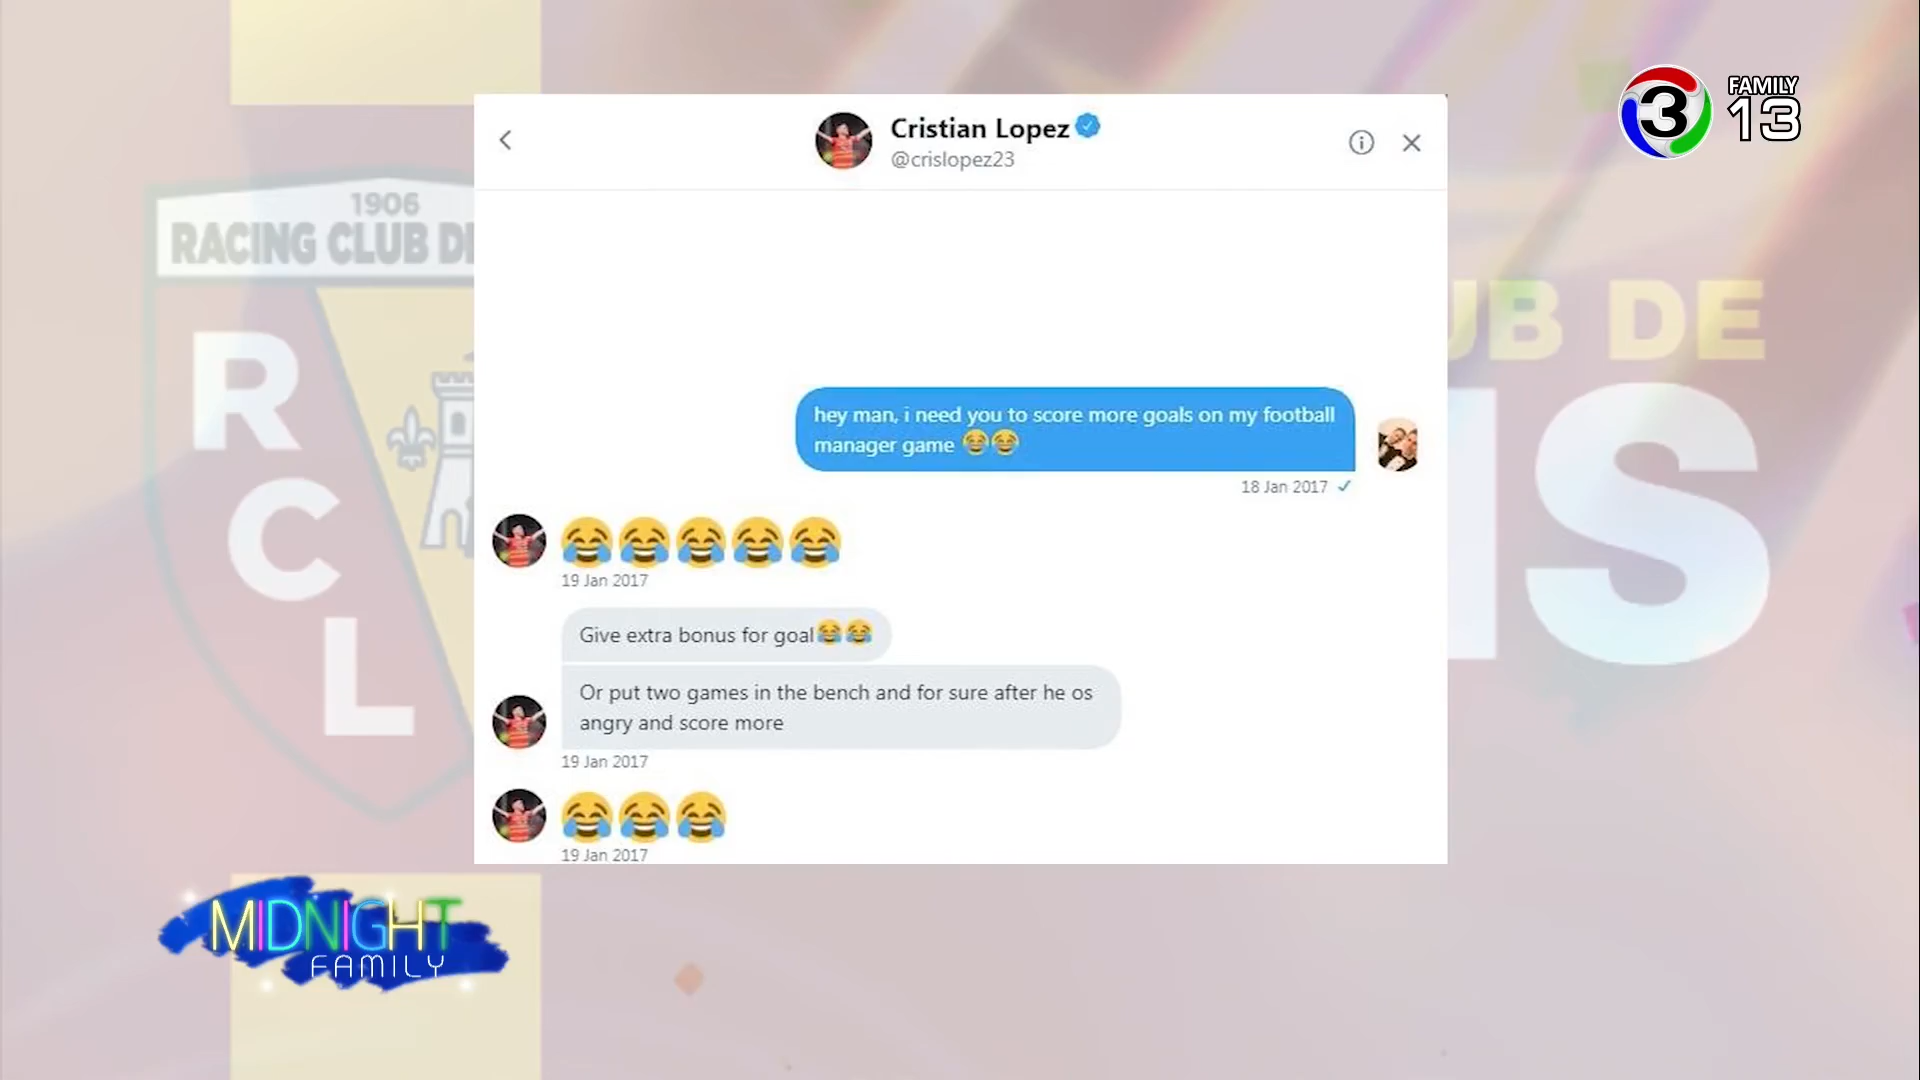 FAMILY
13
3
Cristian Lopez
@crislopez23
1906
RACING CLUB DE
R
C
L
UB DE
NS
hey man, i need you to score more goals on my football
manager game 😂😂
18 Jan 2017
😂😂😂😂😂
19 Jan 2017
Give extra bonus for goal😂😂
Or put two games in the bench and for sure after he os
angry and score more
19 Jan 2017
😂😂😂
19 Jan 2017
MIDNIGHT
FAMILY